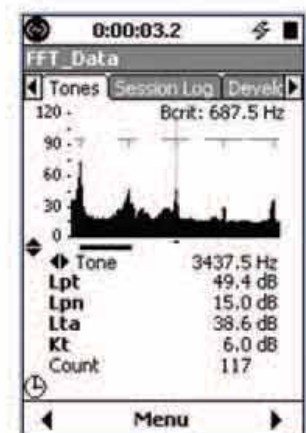 0:00:03.2
FFT_Data
Tones Session Log Develc
120
Bcrit: 687.5 Hz
90
60
30
0
Tone 3437.5 Hz
Lpt 49.4 dB
Lpn 15.0 dB
Lta 38.6 dB
Kt 6.0 dB
Count 117
Menu